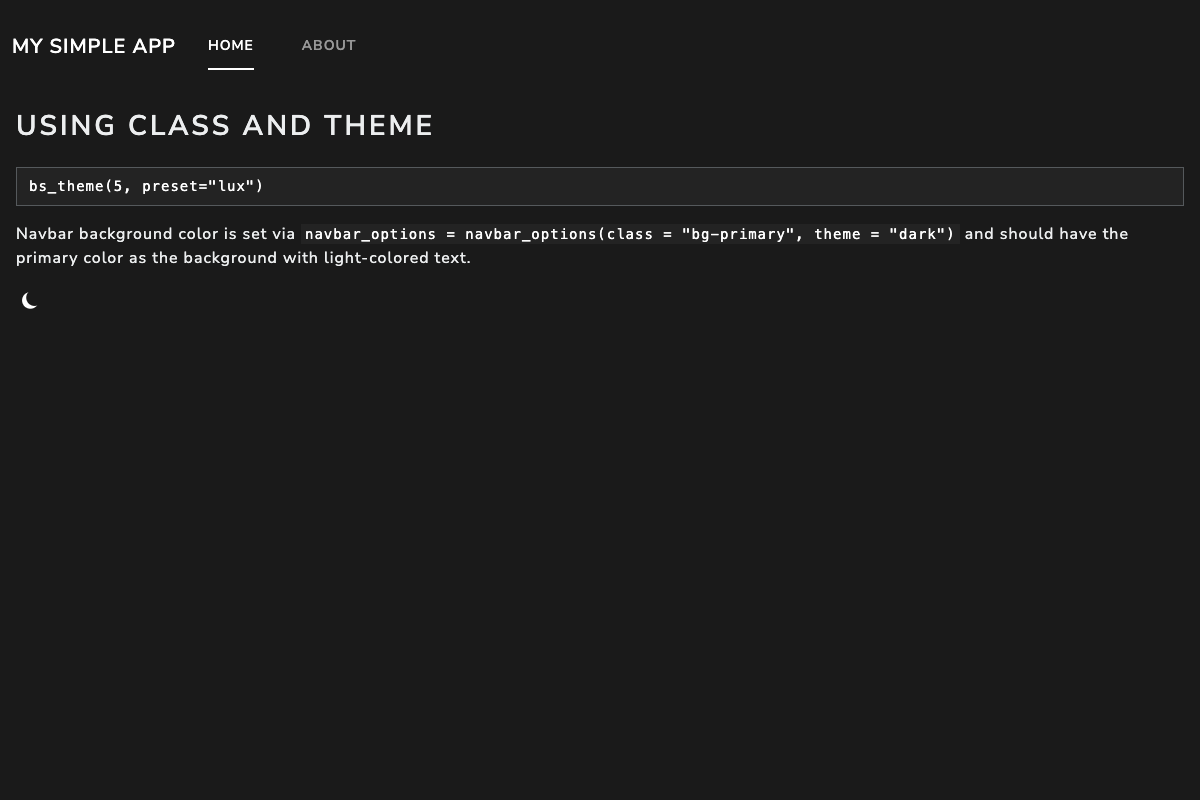 MY SIMPLE APP HOME ABOUT
USING CLASS AND THEME
bs_theme(5, preset="lux")
Navbar background color is set via navbar_options = navbar_options(class = "bg-primary", theme = "dark") and should have the
primary color as the background with light-colored text.